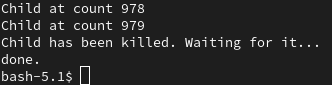 Child at count 978
Child at count 979
Child has been killed. Waiting for it...
done.
bash-5.1$